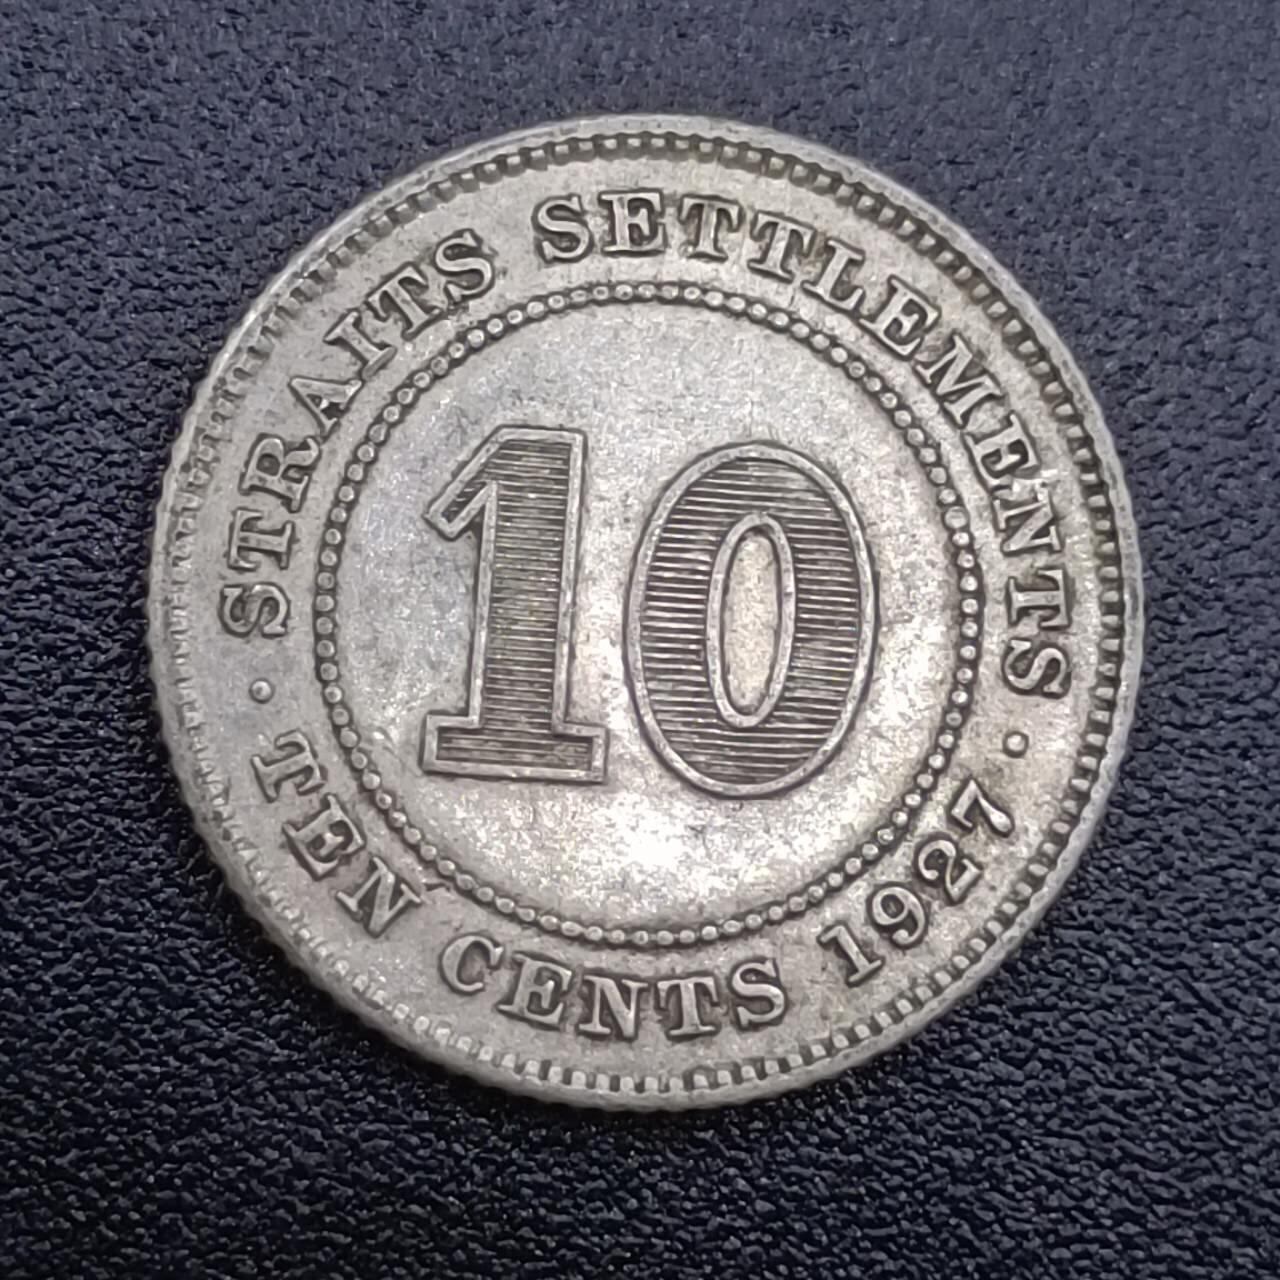 STRAITS SETTLEMENTS
10
· TEN CENTS 1927 ·